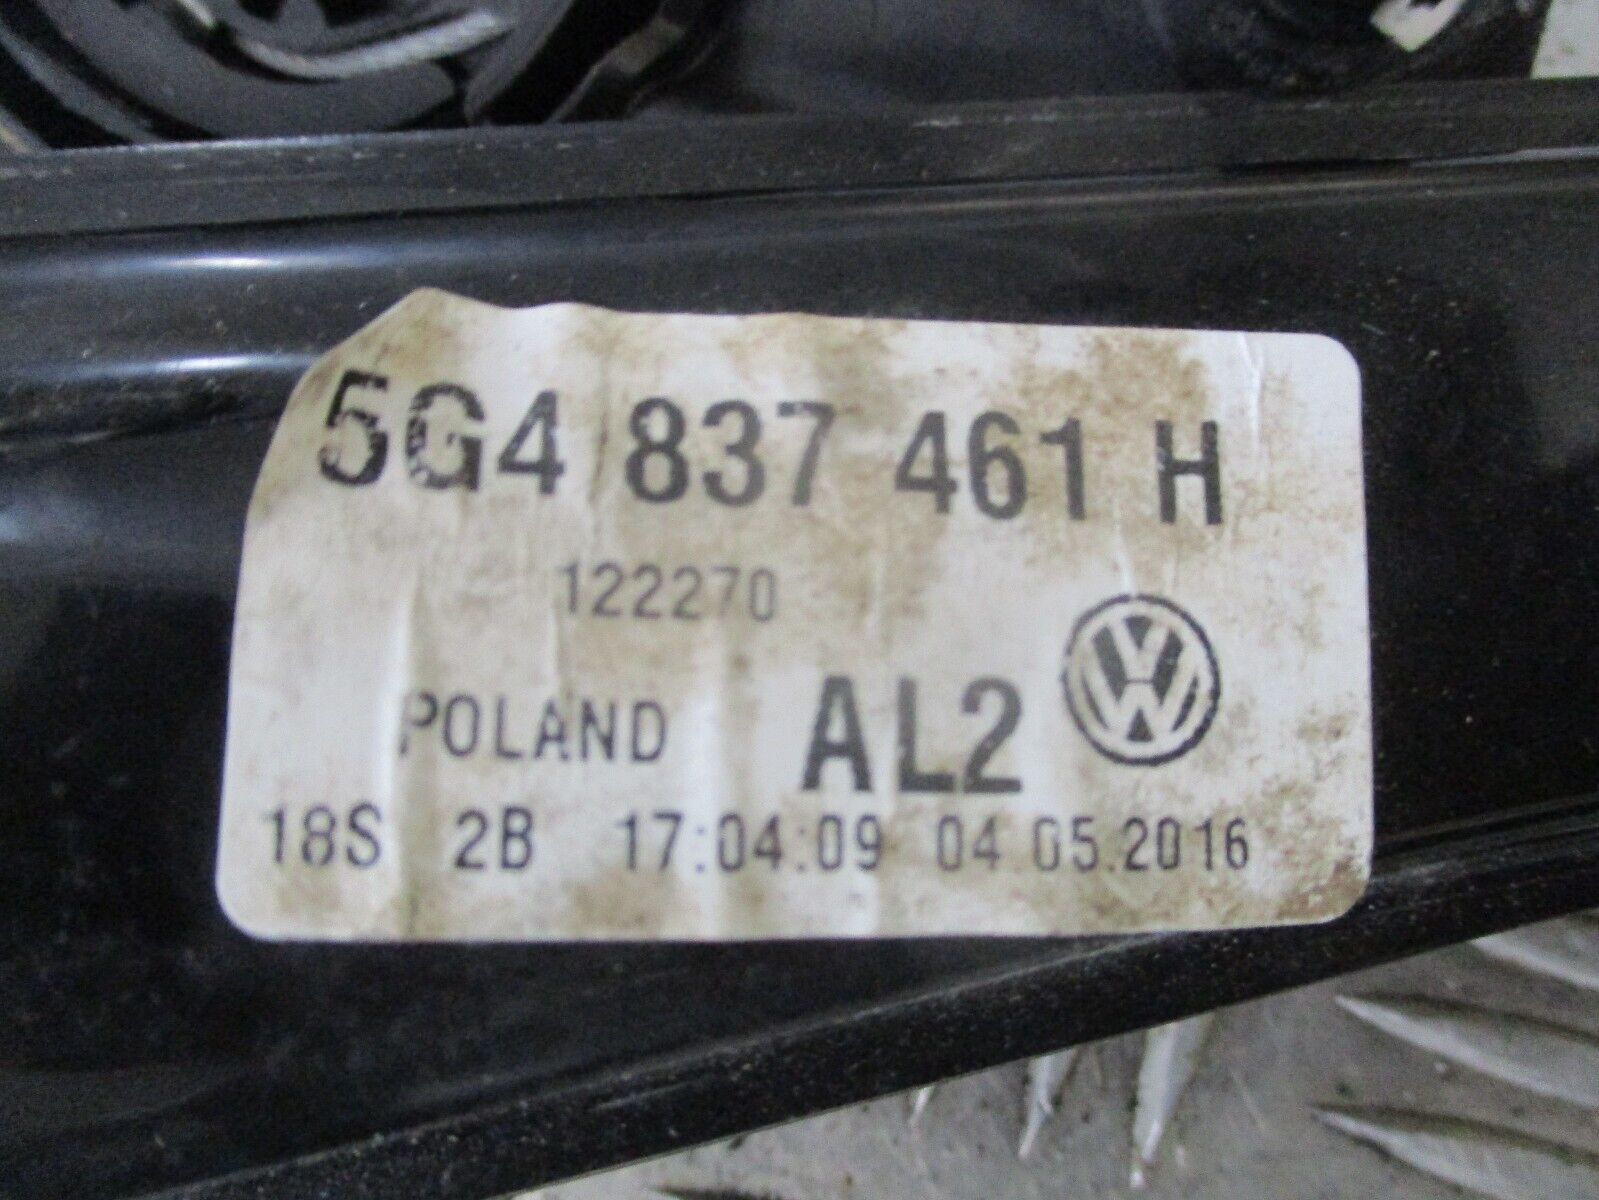 5G4 837 461 H
122270
POLAND AL2
18S 2B 17:04:09 04.05.2016